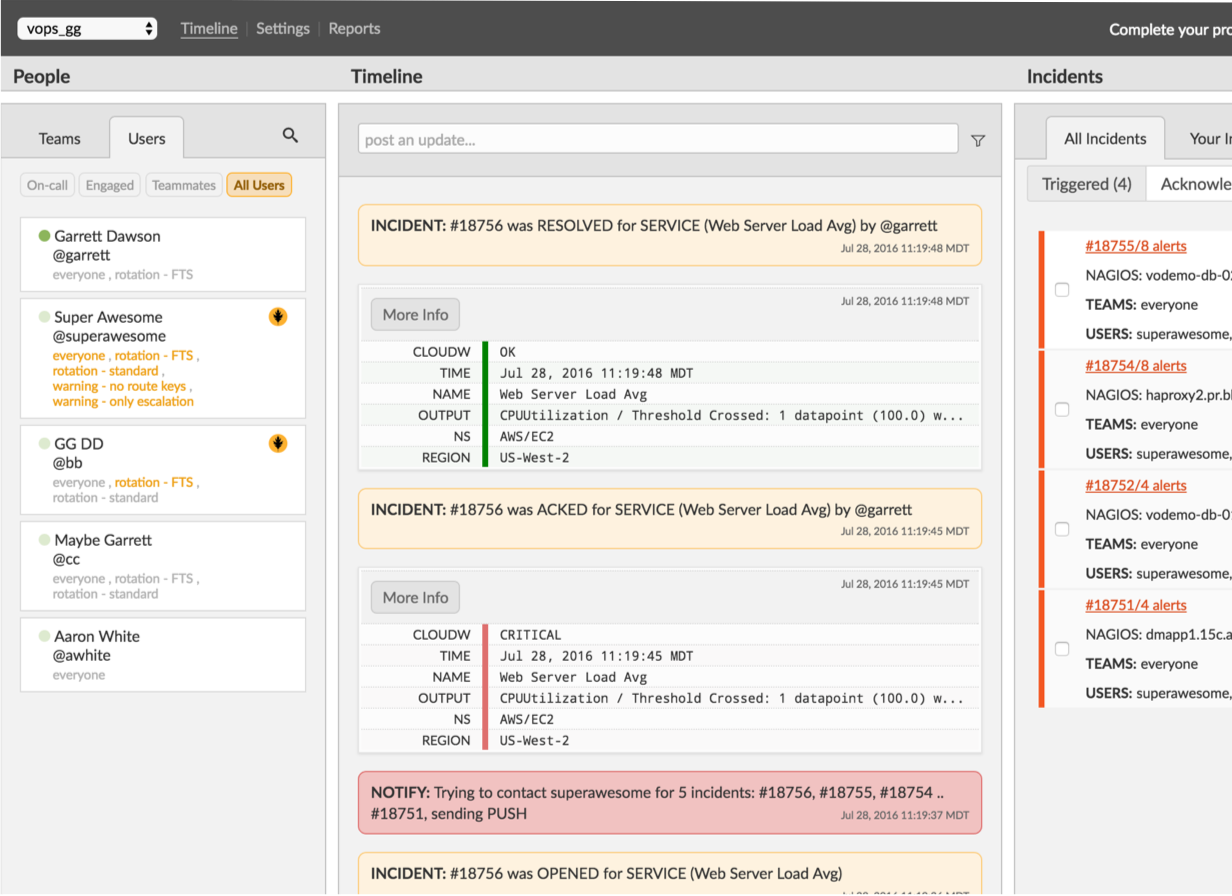 vops_gg Timeline Settings Reports Complete your pro
People
Teams Users
On-call Engaged Teammates All Users
Garrett Dawson
@garrett
everyone , rotation - FTS
Super Awesome
@superawesome
everyone , rotation - FTS ,
rotation - standard ,
warning - no route keys ,
warning - only escalation
GG DD
@bb
everyone , rotation - FTS ,
rotation - standard
Maybe Garrett
@cc
everyone , rotation - FTS ,
rotation - standard
Aaron White
@awhite
everyone
Timeline
post an update...
INCIDENT: #18756 was RESOLVED for SERVICE (Web Server Load Avg) by @garrett
Jul 28, 2016 11:19:48 MDT
More Info Jul 28, 2016 11:19:48 MDT
CLOUDW OK
TIME Jul 28, 2016 11:19:48 MDT
NAME Web Server Load Avg
OUTPUT CPUUtilization / Threshold Crossed: 1 datapoint (100.0) w...
NS AWS/EC2
REGION US-West-2
INCIDENT: #18756 was ACKED for SERVICE (Web Server Load Avg) by @garrett
Jul 28, 2016 11:19:45 MDT
More Info Jul 28, 2016 11:19:45 MDT
CLOUDW CRITICAL
TIME Jul 28, 2016 11:19:45 MDT
NAME Web Server Load Avg
OUTPUT CPUUtilization / Threshold Crossed: 1 datapoint (100.0) w...
NS AWS/EC2
REGION US-West-2
NOTIFY: Trying to contact superawesome for 5 incidents: #18756, #18755, #18754 ..
#18751, sending PUSH Jul 28, 2016 11:19:37 MDT
INCIDENT: #18756 was OPENED for SERVICE (Web Server Load Avg)
Incidents
All Incidents Your In
Triggered (4) Acknowle
#18755/8 alerts
NAGIOS: vodemo-db-02
TEAMS: everyone
USERS: superawesome,
#18754/8 alerts
NAGIOS: haproxy2.pr.bl
TEAMS: everyone
USERS: superawesome,
#18752/4 alerts
NAGIOS: vodemo-db-01
TEAMS: everyone
USERS: superawesome,
#18751/4 alerts
NAGIOS: dmapp1.15c.a
TEAMS: everyone
USERS: superawesome,